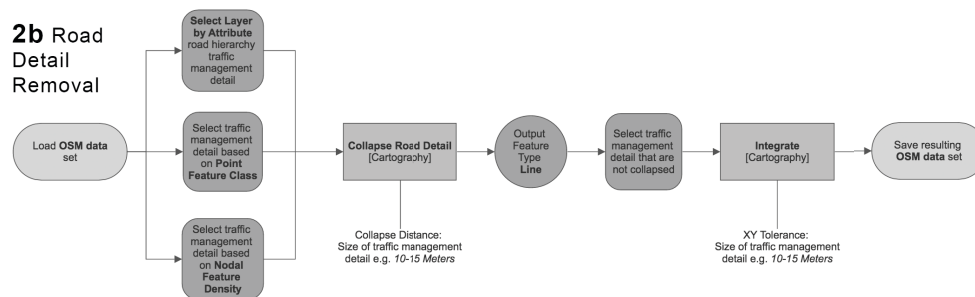 2b Road
Detail
Removal
Load OSM data
set
Select Layer
by Attribute
road hierarchy
traffic
management
detail
Select traffic
management
detail based
on Point
Feature Class
Select traffic
management
detail based
on Nodal
Feature
Density
Collapse Road Detail
[Cartography]
Collapse Distance:
Size of traffic management
detail e.g. 10-15 Meters
Output
Feature
Type
Line
Select traffic
management
detail that are
not collapsed
Integrate
[Cartography]
XY Tolerance:
Size of traffic management
detail e.g. 10-15 Meters
Save resulting
OSM data set